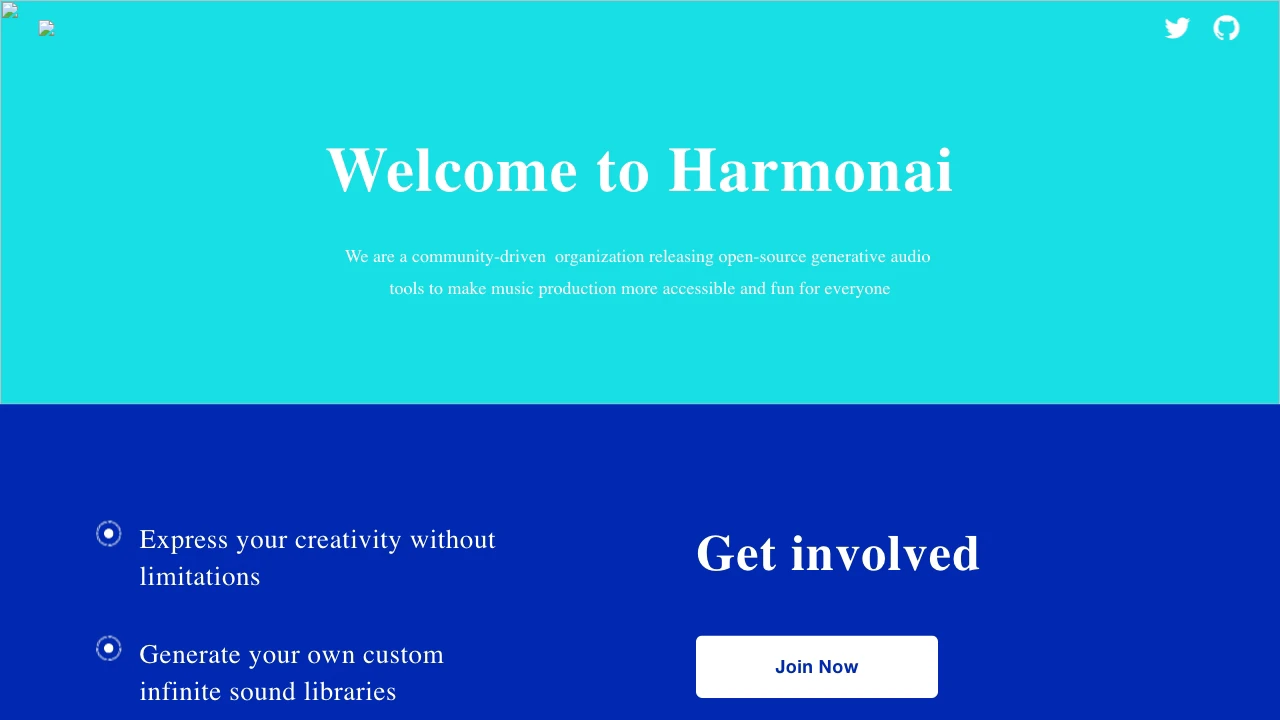 Welcome to Harmonai
We are a community-driven  organization releasing open-source generative audio
tools to make music production more accessible and fun for everyone
Express your creativity without
limitations
Generate your own custom
infinite sound libraries
Get involved
Join Now